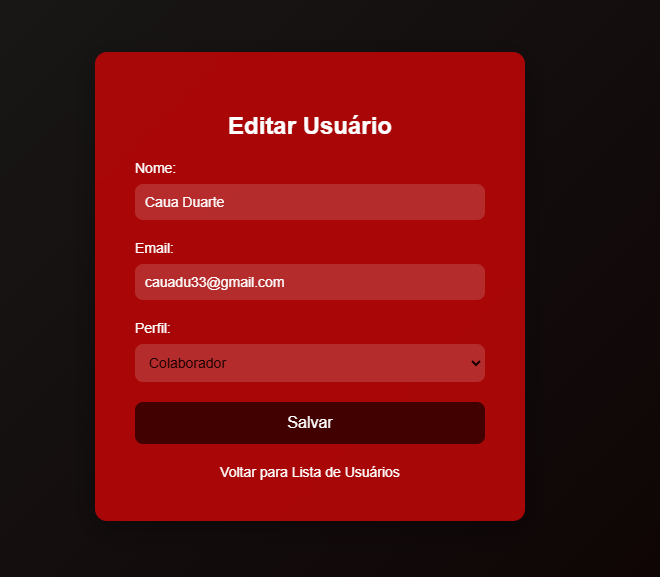 Editar Usuário
Nome:
Caua Duarte
Email:
cauadu33@gmail.com
Perfil:
Colaborador
Salvar
Voltar para Lista de Usuários